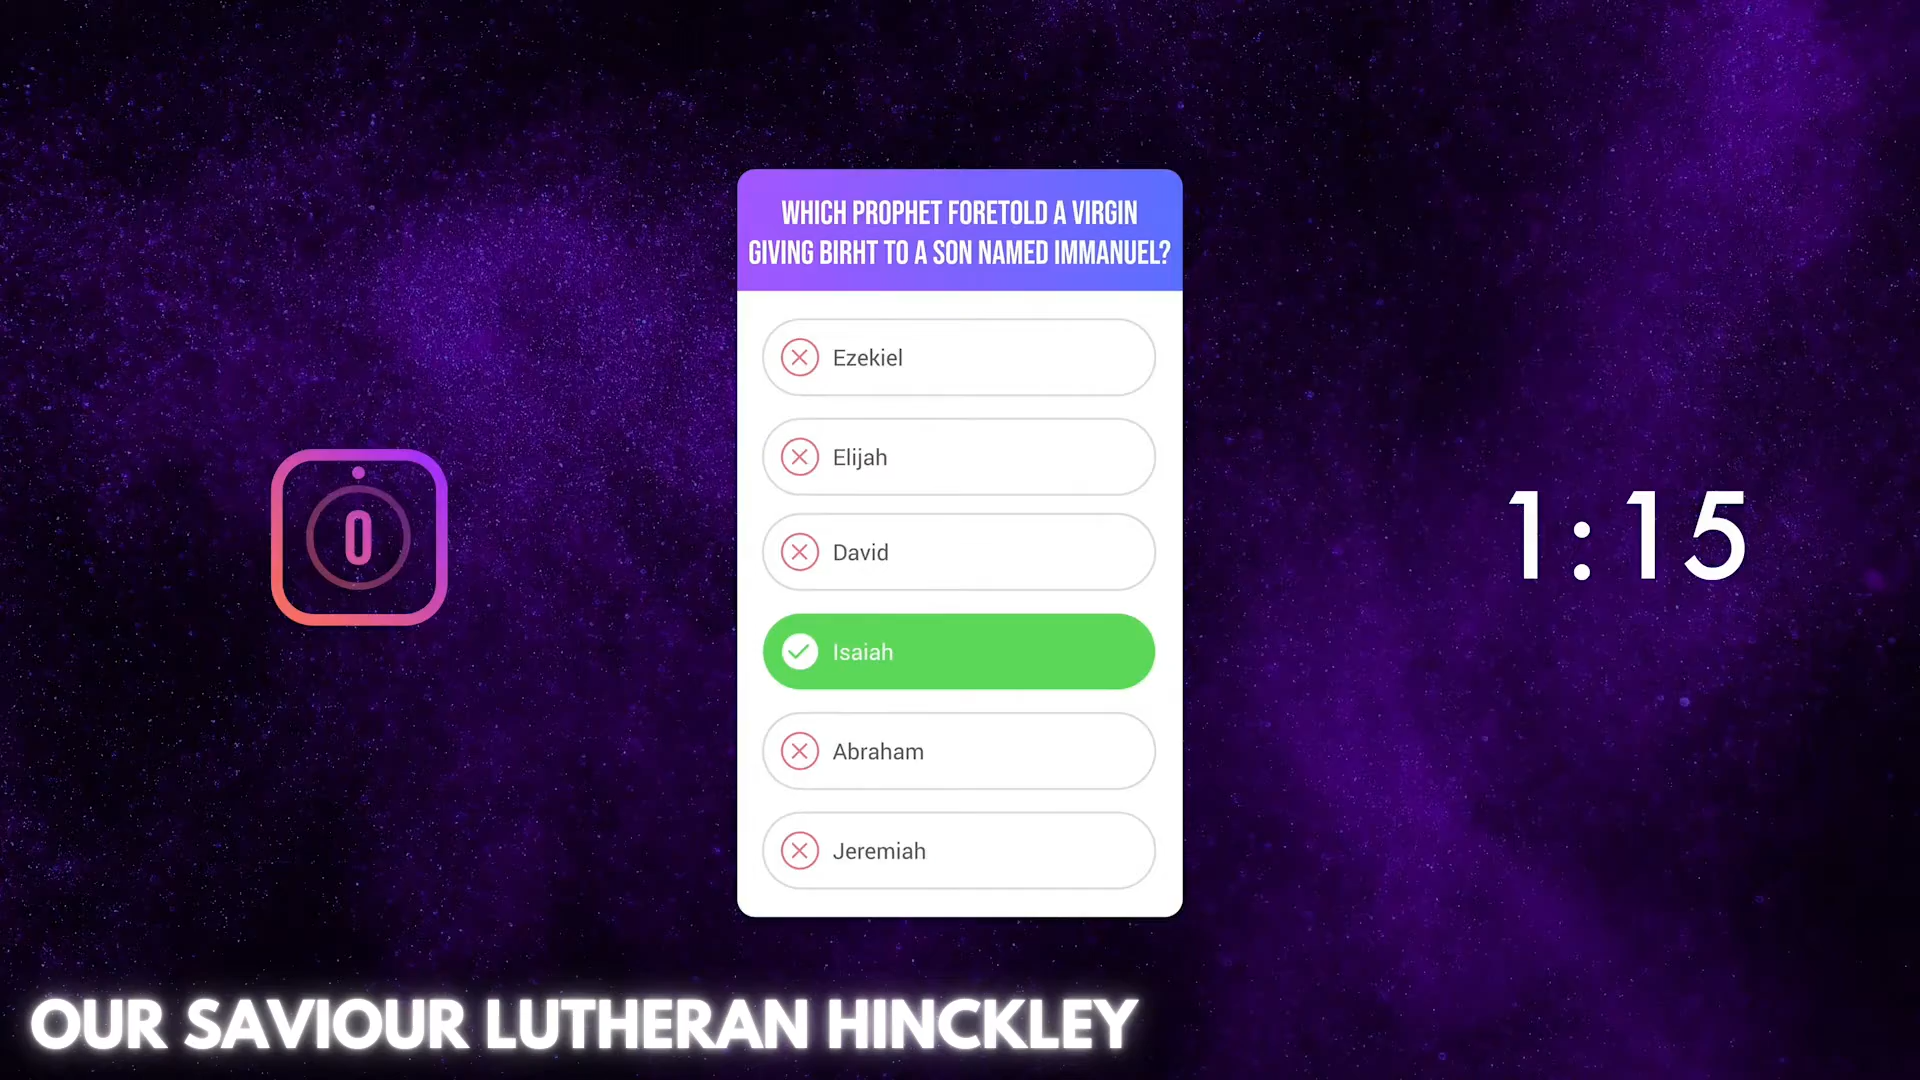 WHICH PROPHET FORETOLD A VIRGIN
GIVING BIRHT TO A SON NAMED IMMANUEL?
Ezekiel
Elijah
David
Isaiah
Abraham
Jeremiah
0
1:15
OUR SAVIOUR LUTHERAN HINCKLEY